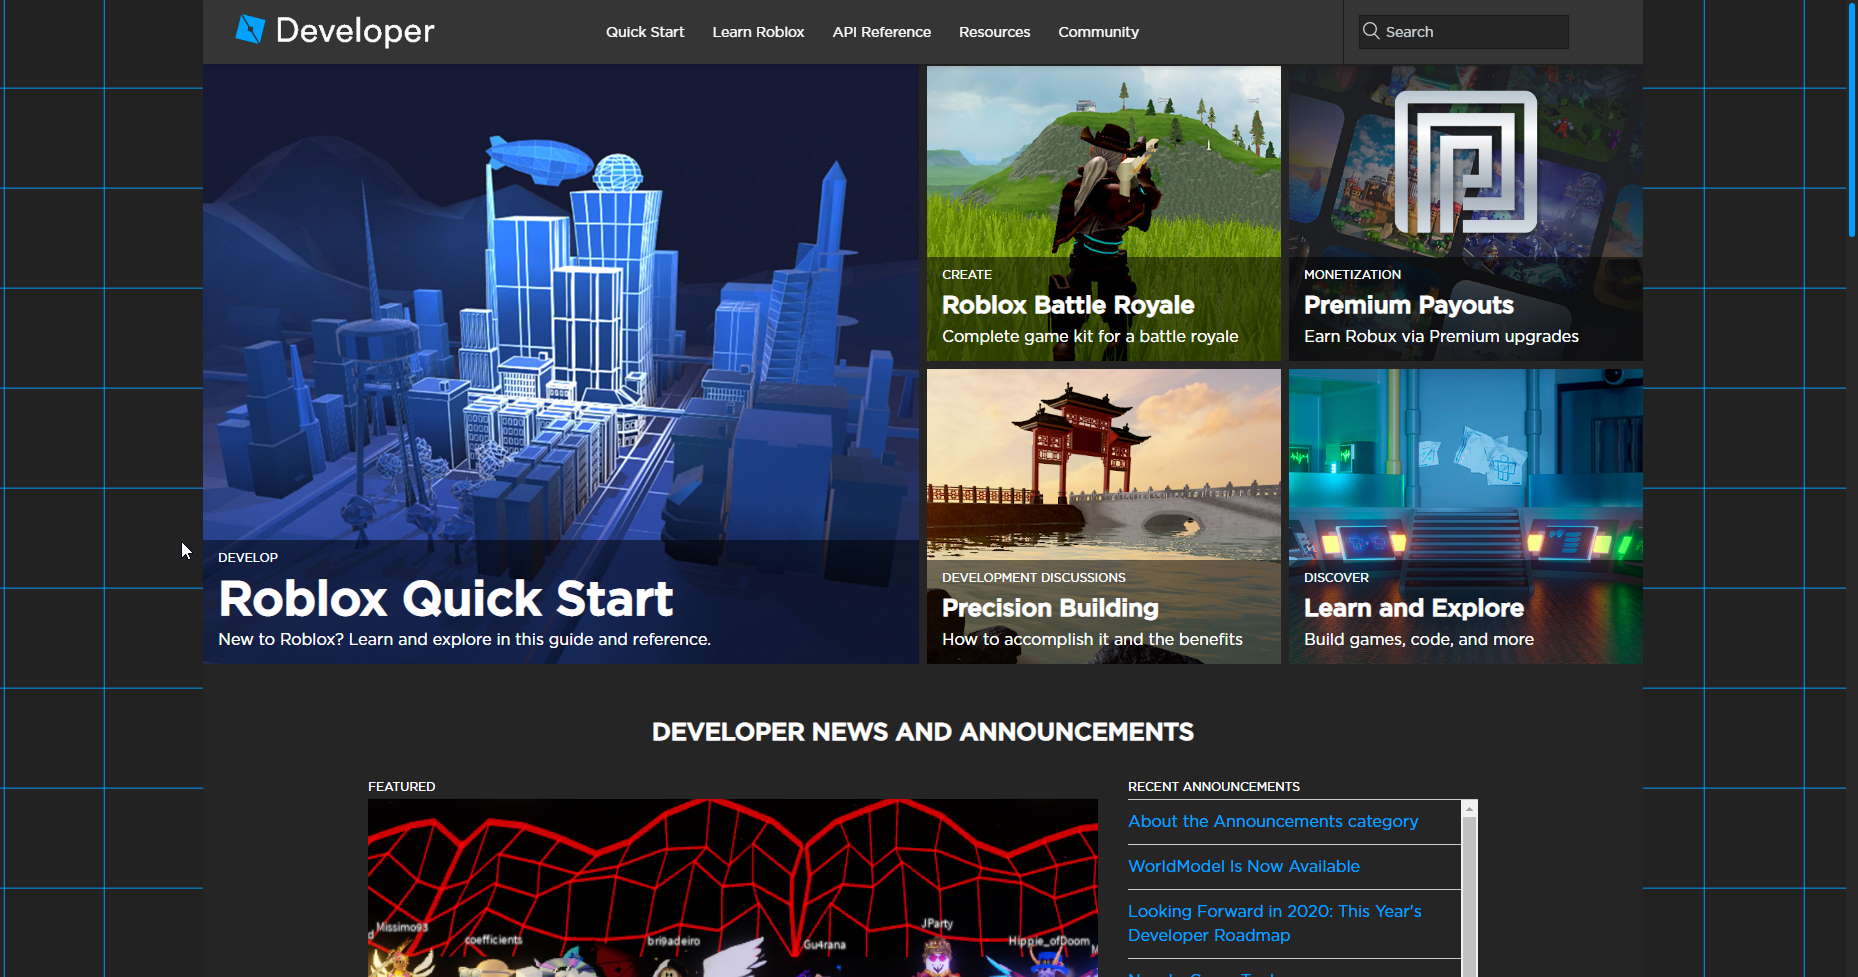 Developer
Quick Start
Learn Roblox
API Reference
Resources
Community
Search
DEVELOP
Roblox Quick Start
New to Roblox? Learn and explore in this guide and reference.
CREATE
Roblox Battle Royale
Complete game kit for a battle royale
MONETIZATION
Premium Payouts
Earn Robux via Premium upgrades
DEVELOPMENT DISCUSSIONS
Precision Building
How to accomplish it and the benefits
DISCOVER
Learn and Explore
Build games, code, and more
DEVELOPER NEWS AND ANNOUNCEMENTS
FEATURED
Missimo93
coefficients
bri9adeiro
Gu4rana
JParty
Hippie_ofDoom
RECENT ANNOUNCEMENTS
About the Announcements category
WorldModel Is Now Available
Looking Forward in 2020: This Year's
Developer Roadmap